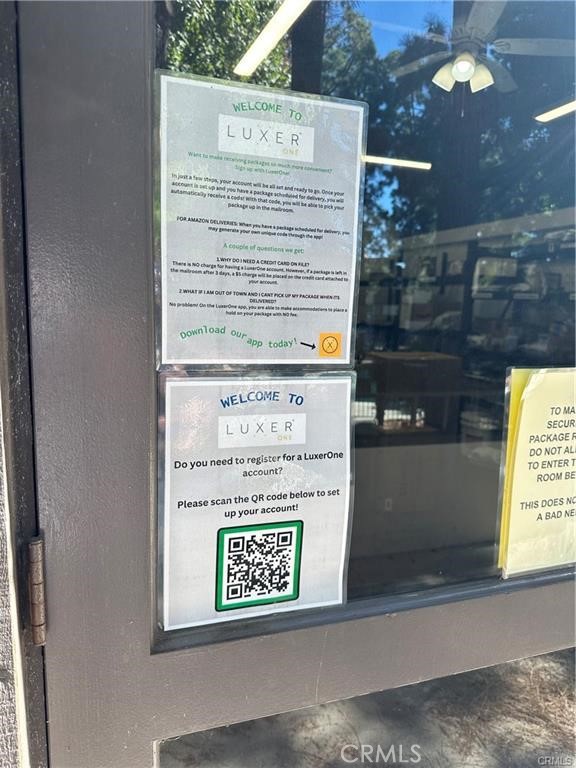 WELCOME TO
LUXER
ONE
Want to make receiving packages so much more convenient?
Sign up with LuxerOne!
In just a few steps, your account will be all set and ready to go. Once your
account is set up and you have a package scheduled for delivery, you will
automatically receive a code! With that code, you will be able to pick your
package up in the mailroom.
FOR AMAZON DELIVERIES: When you have a package scheduled for delivery, you
may generate your own unique code through the app!
A couple of questions we get:
1.WHY DO I NEED A CREDIT CARD ON FILE?
There is NO charge for having a LuxerOne account. However, if a package is left in
the mailroom after 3 days, a $5 charge will be placed on the credit card attached to
your account.
2.WHAT IF I AM OUT OF TOWN AND I CANT PICK UP MY PACKAGE WHEN ITS
DELIVERED?
No problem! On the LuxerOne app, you are able to make accommodations to place a
hold on your package with NO fee.
Download our app today!
X
WELCOME TO
LUXER
ONE
Do you need to register for a LuxerOne
account?
Please scan the QR code below to set
up your account!
TO MA
SECUR
PACKAGE R
DO NOT AL
TO ENTER T
ROOM BE
THIS DOES NO
A BAD NE
CRMLS
CRMLS